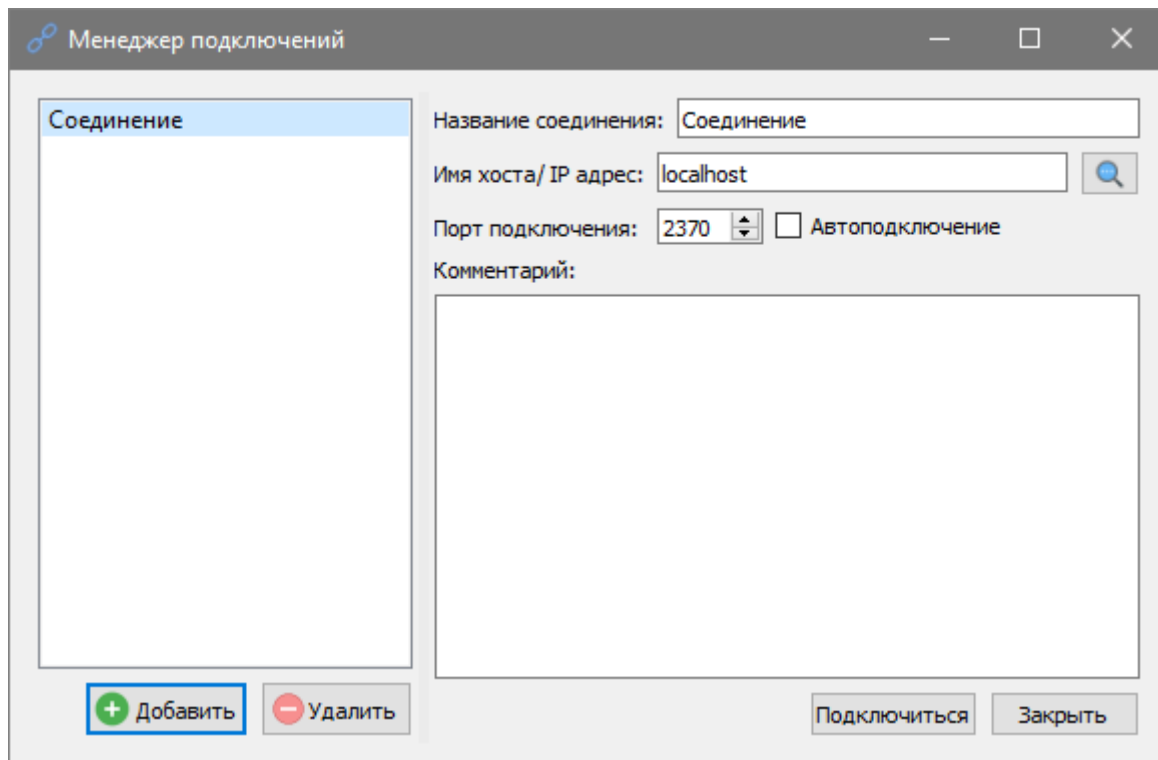 Менеджер подключений
Соединение
Название соединения: Соединение
Имя хоста/ IP адрес: localhost
Порт подключения: 2370 Автоподключение
Комментарий:
Добавить Удалить
Подключиться Закрыть